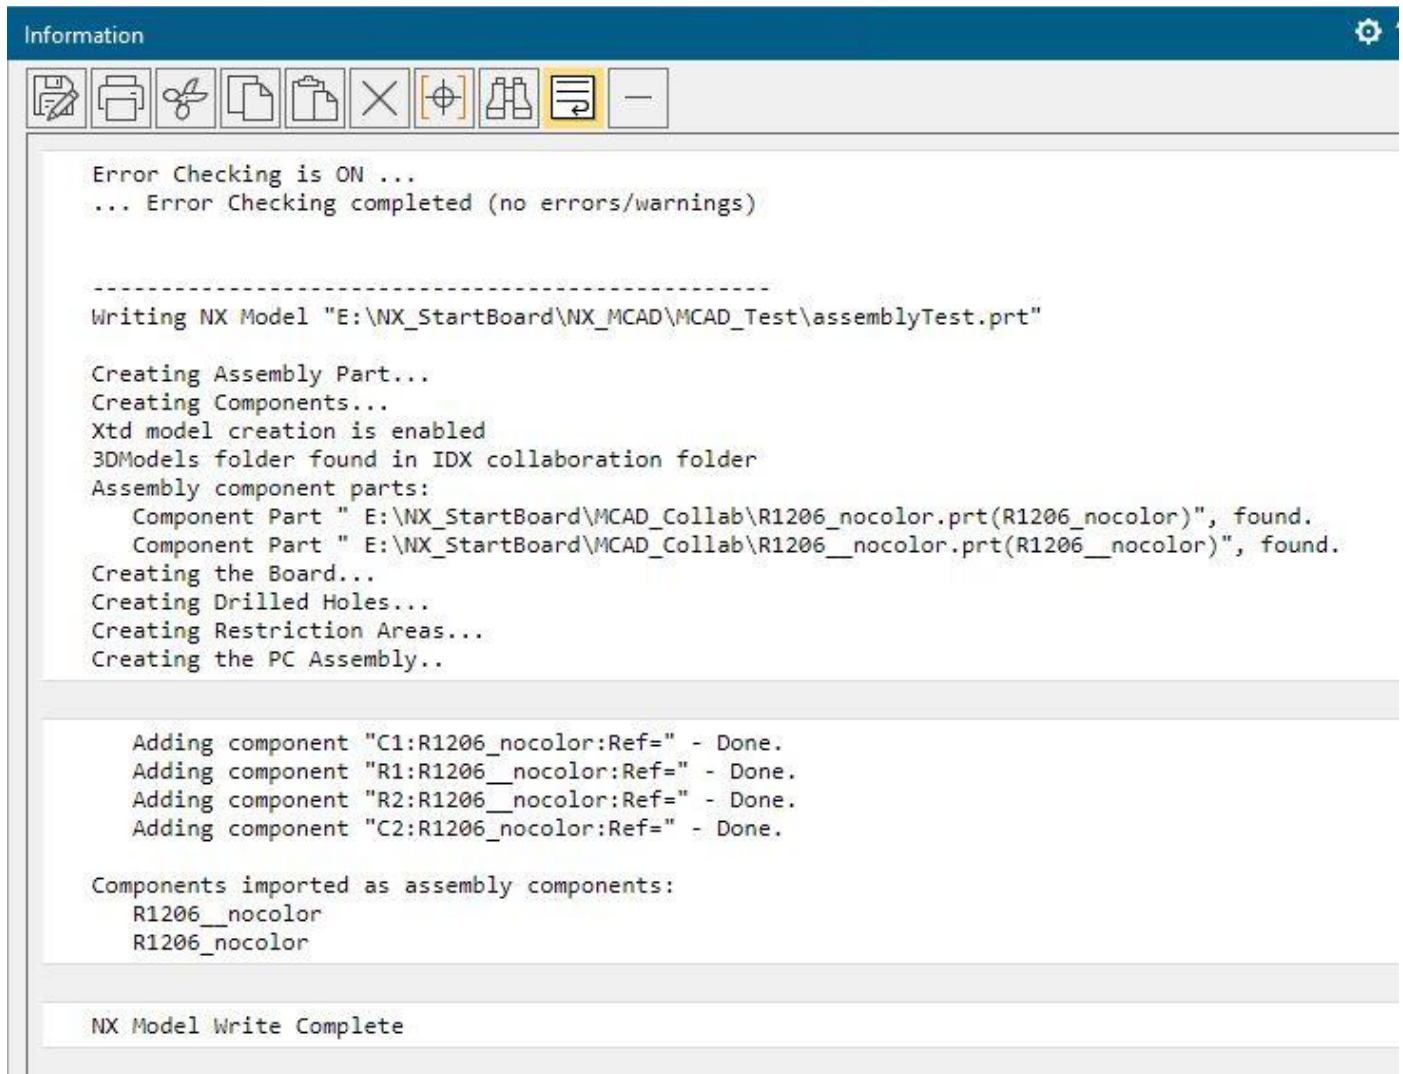 Information
Error Checking is ON ...
... Error Checking completed (no errors/warnings)
--------------------------------------------------
Writing NX Model "E:\NX_StartBoard\NX_MCAD\MCAD_Test\assemblyTest.prt"
Creating Assembly Part...
Creating Components...
Xtd model creation is enabled
3DModels folder found in IDX collaboration folder
Assembly component parts:
   Component Part " E:\NX_StartBoard\MCAD_Collab\R1206_nocolor.prt(R1206_nocolor)", found.
   Component Part " E:\NX_StartBoard\MCAD_Collab\R1206__nocolor.prt(R1206__nocolor)", found.
Creating the Board...
Creating Drilled Holes...
Creating Restriction Areas...
Creating the PC Assembly..
   Adding component "C1:R1206_nocolor:Ref=" - Done.
   Adding component "R1:R1206__nocolor:Ref=" - Done.
   Adding component "R2:R1206__nocolor:Ref=" - Done.
   Adding component "C2:R1206_nocolor:Ref=" - Done.
Components imported as assembly components:
   R1206__nocolor
   R1206_nocolor
NX Model Write Complete